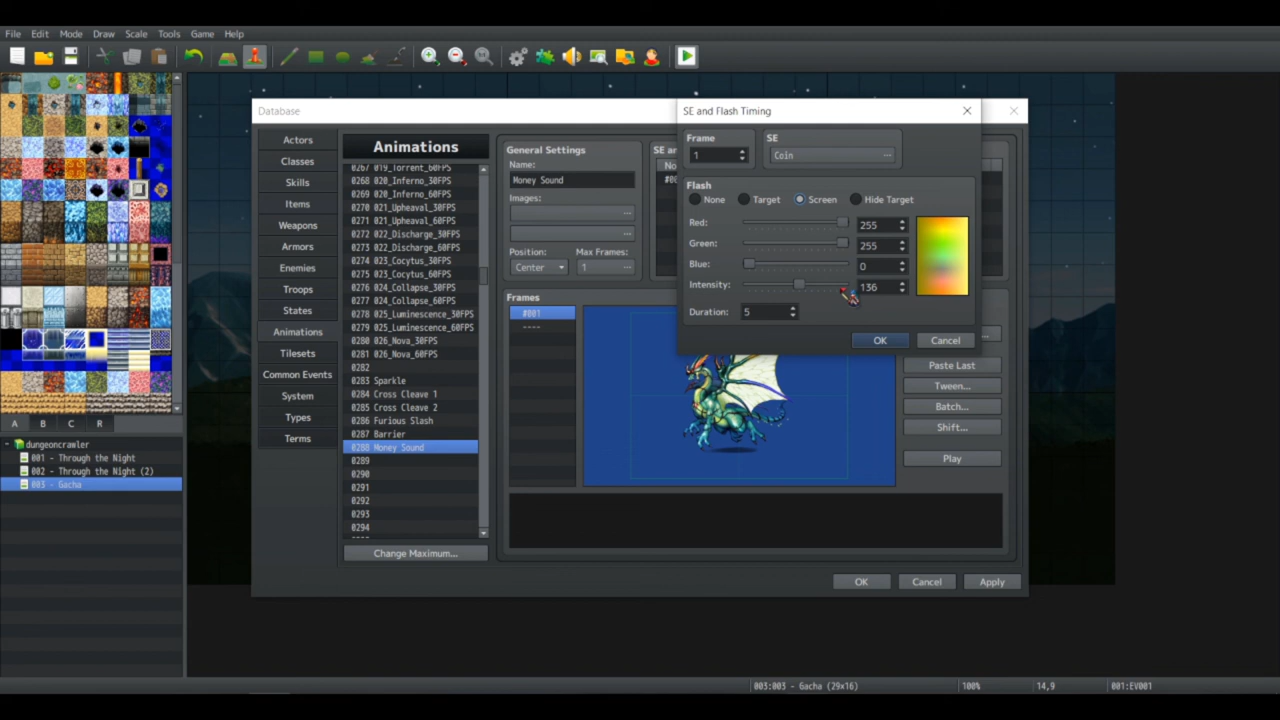 File Edit Mode Draw Scale Tools Game Help
Database
SE and Flash Timing
Actors
Classes
Skills
Items
Weapons
Armors
Enemies
Troops
States
Animations
Tilesets
Common Events
System
Types
Terms
Animations
0267 019_Torrent_60FPS
0268 020_Inferno_30FPS
0269 020_Inferno_60FPS
0270 021_Upheaval_30FPS
0271 021_Upheaval_60FPS
0272 022_Discharge_30FPS
0273 022_Discharge_60FPS
0274 023_Cocytus_30FPS
0275 023_Cocytus_60FPS
0276 024_Collapse_30FPS
0277 024_Collapse_60FPS
0278 025_Luminescence_30FPS
0279 025_Luminescence_60FPS
0280 026_Nova_30FPS
0281 026_Nova_60FPS
0282
0283 Sparkle
0284 Cross Cleave 1
0285 Cross Cleave 2
0286 Furious Slash
0287 Barrier
0288 Money Sound
0289
0290
0291
0292
0293
0294
Change Maximum...
General Settings
Name:
Money Sound
Images:
Position: Max Frames:
Center 1
SE an
No
#00
Frames
#001
----
Frame
1
SE
Coin
Flash
None Target Screen Hide Target
Red: 255
Green: 255
Blue: 0
Intensity: 136
Duration: 5
OK Cancel
Paste Last
Tween...
Batch...
Shift...
Play
OK Cancel Apply
A B C R
dungeoncrawler
001 - Through the Night
002 - Through the Night (2)
003 - Gacha
003:003 - Gacha (29x16) 100% 14,9 001:EV001